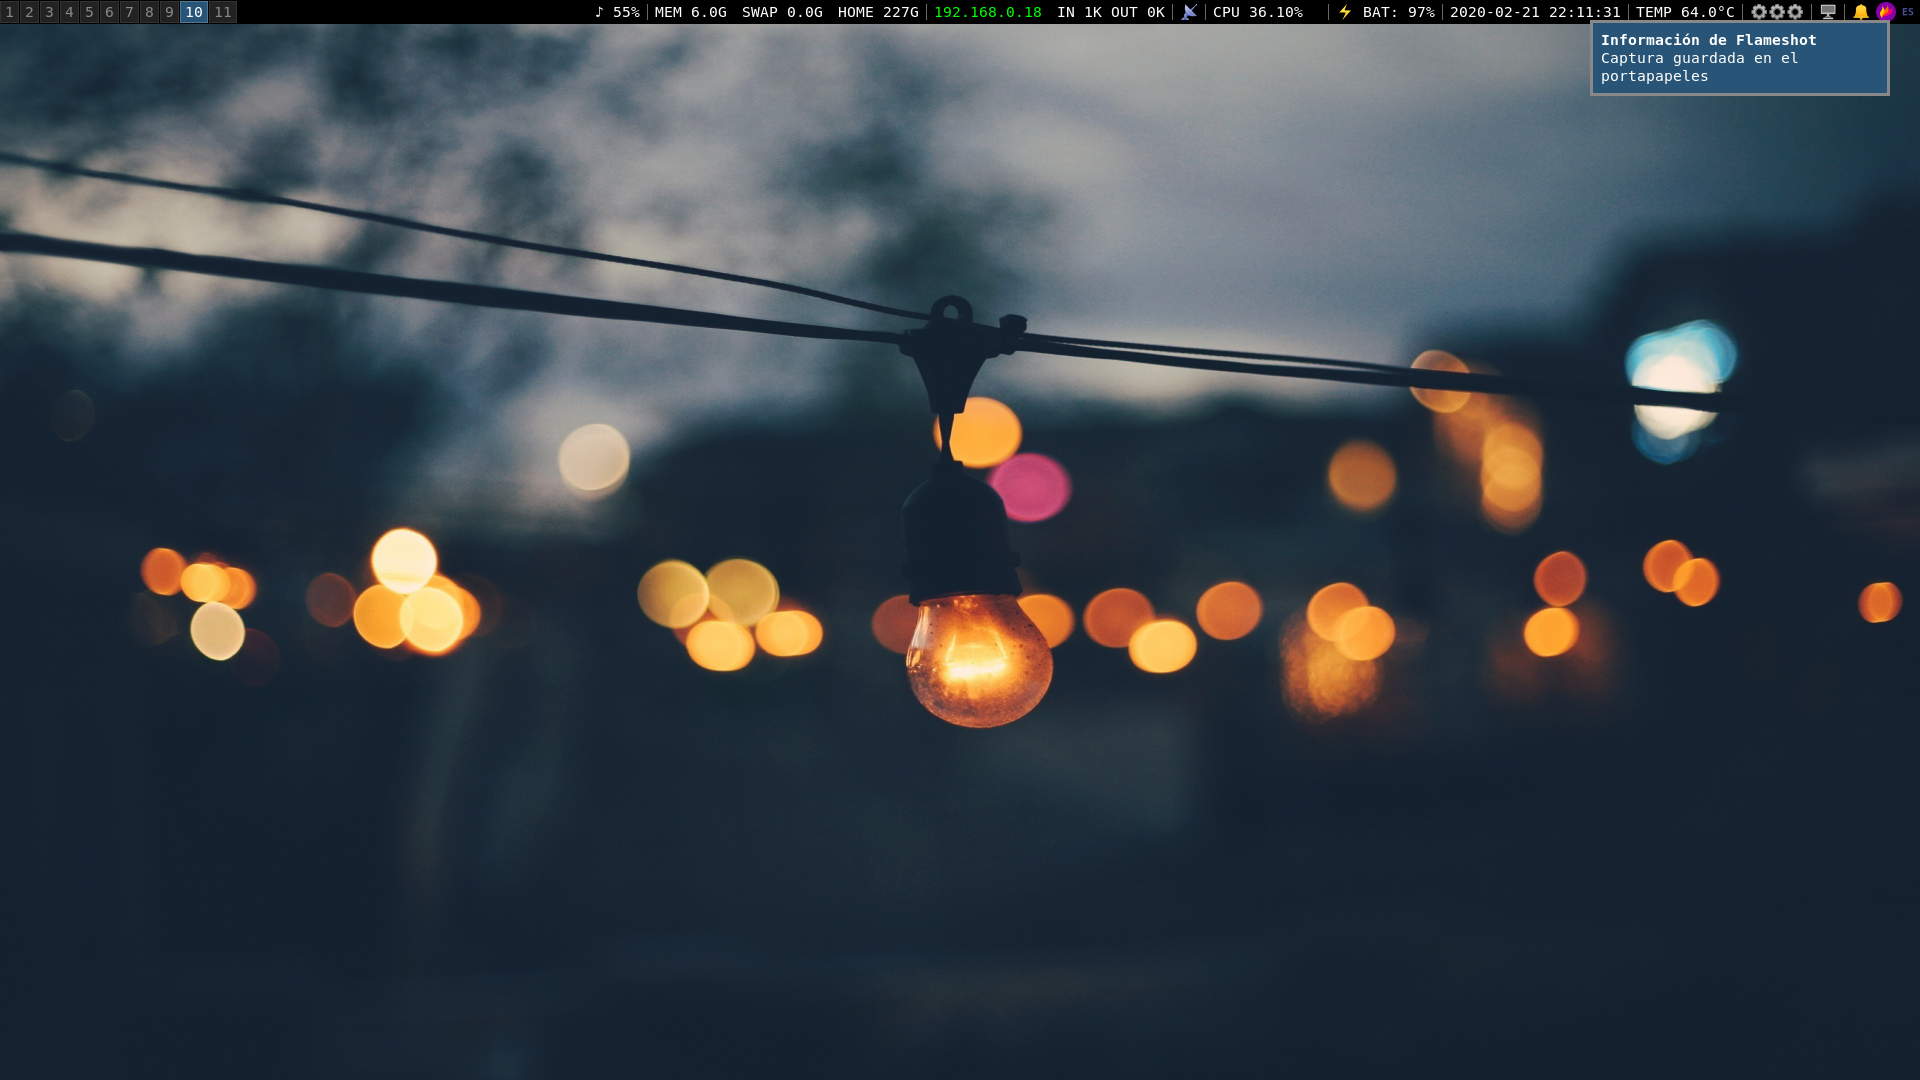 1 2 3 4 5 6 7 8 9 10 11 ♪ 55% MEM 6.0G SWAP 0.0G HOME 227G 192.168.0.18 IN 1K OUT 0K CPU 36.10% ⚡ BAT: 97% 2020-02-21 22:11:31 TEMP 64.0°C ES
Información de Flameshot
Captura guardada en el
portapapeles